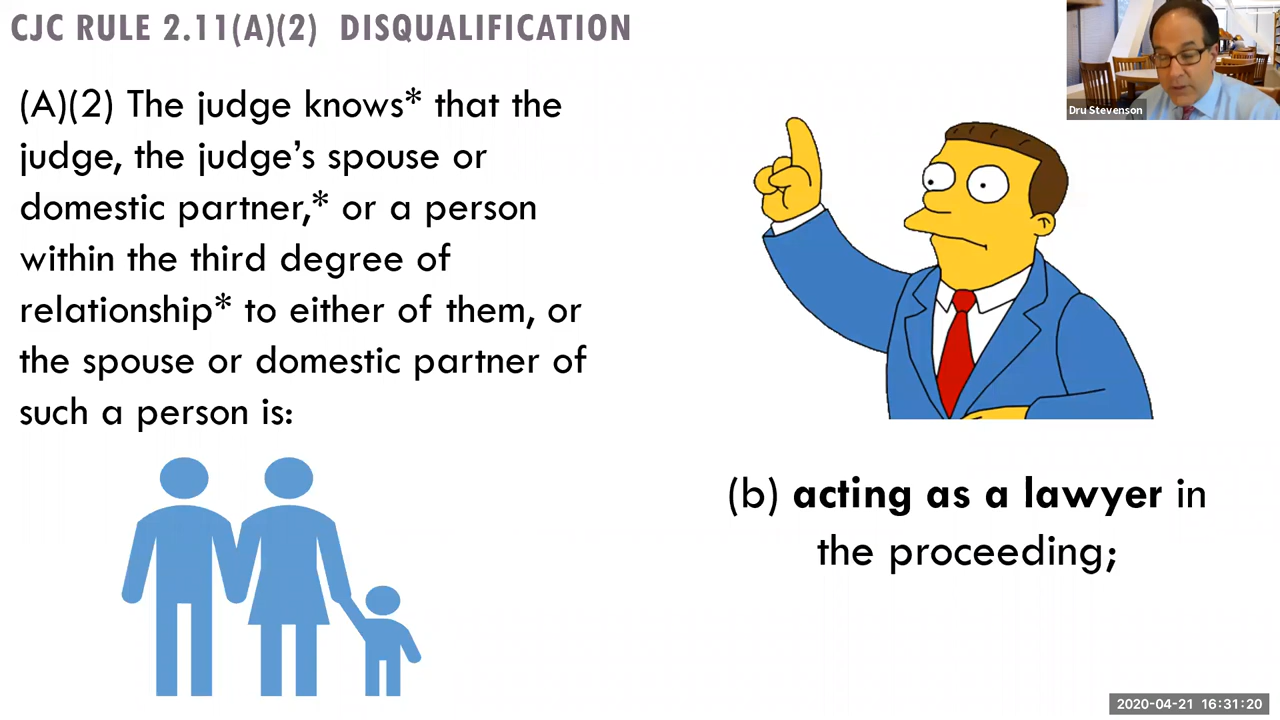 CJC RULE 2.11(A)(2) DISQUALIFICATION
(A)(2) The judge knows* that the
judge, the judge’s spouse or
domestic partner,* or a person
within the third degree of
relationship* to either of them, or
the spouse or domestic partner of
such a person is:
Dru Stevenson
(b) acting as a lawyer in
the proceeding;
2020-04-21 16:31:20